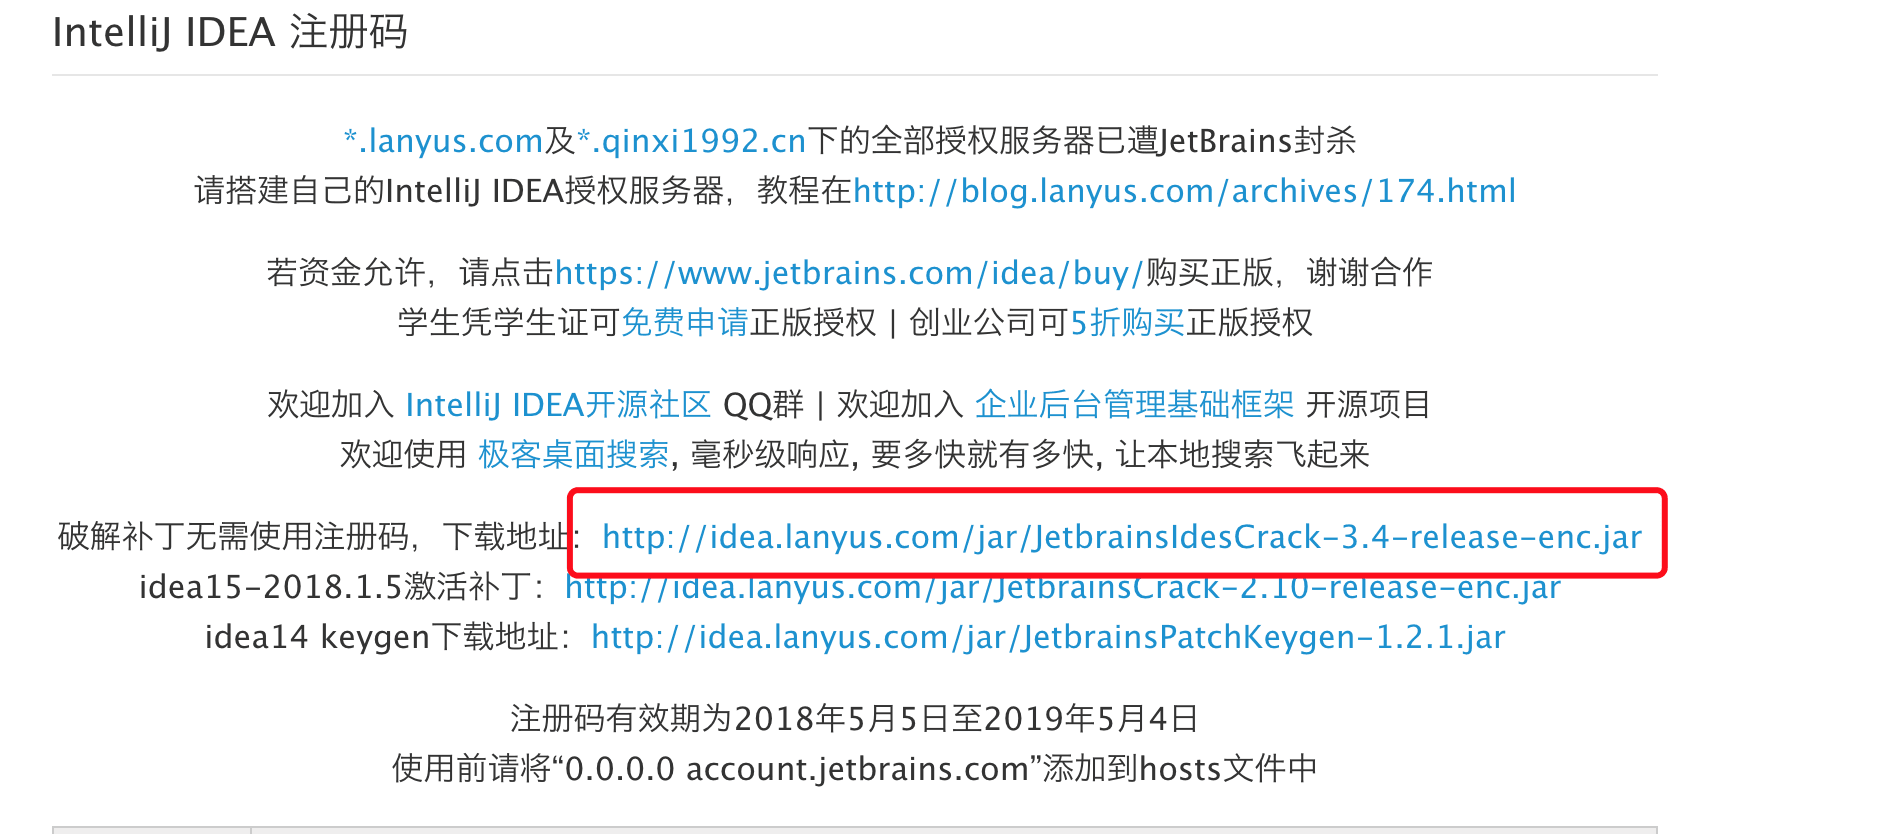 IntelliJ IDEA 注册码
*.lanyus.com及*.qinxi1992.cn下的全部授权服务器已遭JetBrains封杀
请搭建自己的IntelliJ IDEA授权服务器，教程在http://blog.lanyus.com/archives/174.html
若资金允许，请点击https://www.jetbrains.com/idea/buy/购买正版，谢谢合作
学生凭学生证可免费申请正版授权 | 创业公司可5折购买正版授权
欢迎加入 IntelliJ IDEA开源社区 QQ群 | 欢迎加入 企业后台管理基础框架 开源项目
欢迎使用 极客桌面搜索, 毫秒级响应, 要多快就有多快, 让本地搜索飞起来
破解补丁无需使用注册码，下载地址：http://idea.lanyus.com/jar/JetbrainsIdesCrack-3.4-release-enc.jar
idea15-2018.1.5激活补丁：http://idea.lanyus.com/jar/JetbrainsCrack-2.10-release-enc.jar
idea14 keygen下载地址：http://idea.lanyus.com/jar/JetbrainsPatchKeygen-1.2.1.jar
注册码有效期为2018年5月5日至2019年5月4日
使用前请将“0.0.0.0 account.jetbrains.com”添加到hosts文件中